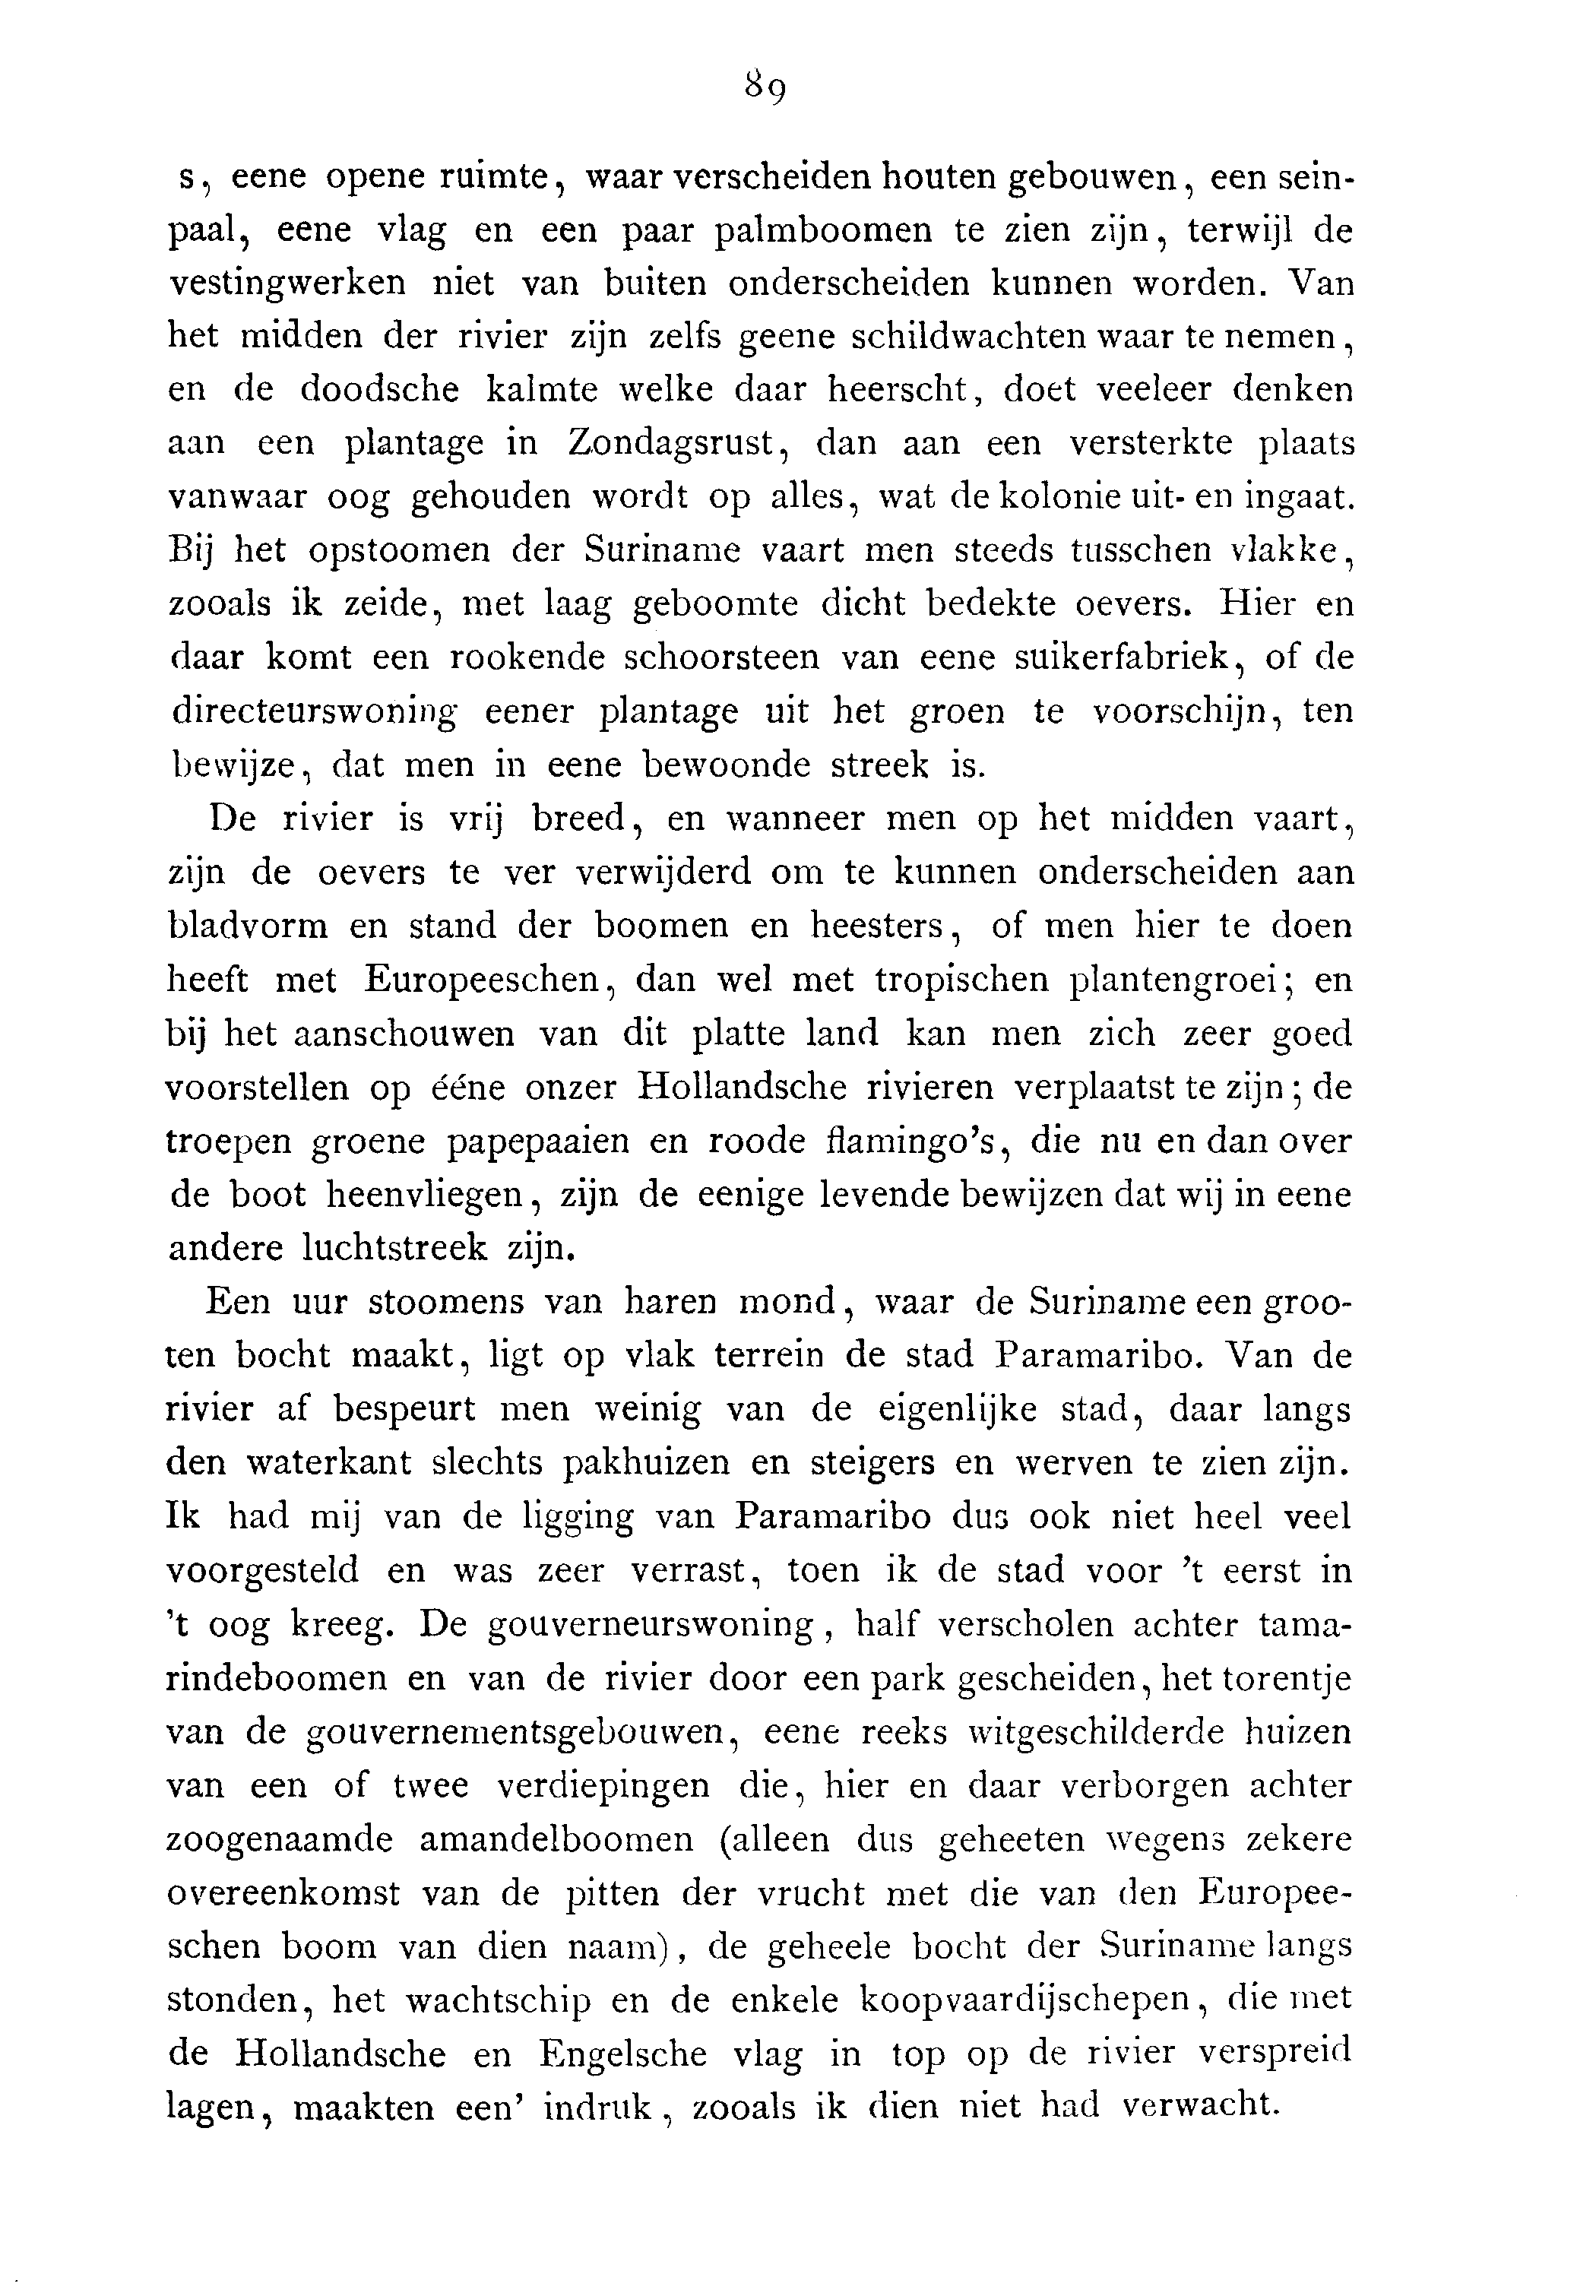 89
s, eene opene ruimte, waar verscheiden houten gebouwen, een sein-
paal, eene vlag en een paar palmboomen te zien zijn, terwijl de
vestingwerken niet van buiten onderscheiden kunnen worden. Van
het midden der rivier zijn zelfs geene schildwachten waar te nemen,
en de doodsche kalmte welke daar heerscht, doet veeleer denken
aan een plantage in Zondagsrust, dan aan een versterkte plaats
vanwaar oog gehouden wordt op alles, wat de kolonie uit- en ingaat.
Bij het opstoomen der Suriname vaart men steeds tusschen vlakke,
zooals ik zeide, met laag geboomte dicht bedekte oevers. Hier en
daar komt een rookende schoorsteen van eene suikerfabriek, of de
directeurswoning eener plantage uit het groen te voorschijn, ten
bewijze, dat men in eene bewoonde streek is.
De rivier is vrij breed, en wanneer men op het midden vaart,
zijn de oevers te ver verwijderd om te kunnen onderscheiden aan
bladvorm en stand der boomen en heesters, of men hier te doen
heeft met Europeeschen, dan wel met tropischen plantengroei; en
bij het aanschouwen van dit platte land kan men zich zeer goed
voorstellen op ééne onzer Hollandsche rivieren verplaatst te zijn; de
troepen groene papepaaien en roode flamingo's, die nu en dan over
de boot heenvliegen, zijn de eenige levende bewijzen dat wij in eene
andere luchtstreek zijn.
Een uur stoomens van haren mond, waar de Suriname een groo-
ten bocht maakt, ligt op vlak terrein de stad Paramaribo. Van de
rivier af bespeurt men weinig van de eigenlijke stad, daar langs
den waterkant slechts pakhuizen en steigers en werven te zien zijn.
Ik had mij van de ligging van Paramaribo dus ook niet heel veel
voorgesteld en was zeer verrast, toen ik de stad voor 't eerst in
't oog kreeg. De gouverneurswoning, half verscholen achter tama-
rindeboomen en van de rivier door een park gescheiden, het torentje
van de gouvernementsgebouwen, eene reeks witgeschilderde huizen
van een of twee verdiepingen die, hier en daar verborgen achter
zoogenaamde amandelboomen (alleen dus geheeten wegens zekere
overeenkomst van de pitten der vrucht met die van den Europee-
schen boom van dien naam), de geheele bocht der Suriname langs
stonden, het wachtschip en de enkele koopvaardijschepen, die met
de Hollandsche en Engelsche vlag in top op de rivier verspreid
lagen, maakten een' indruk, zooals ik dien niet had verwacht.